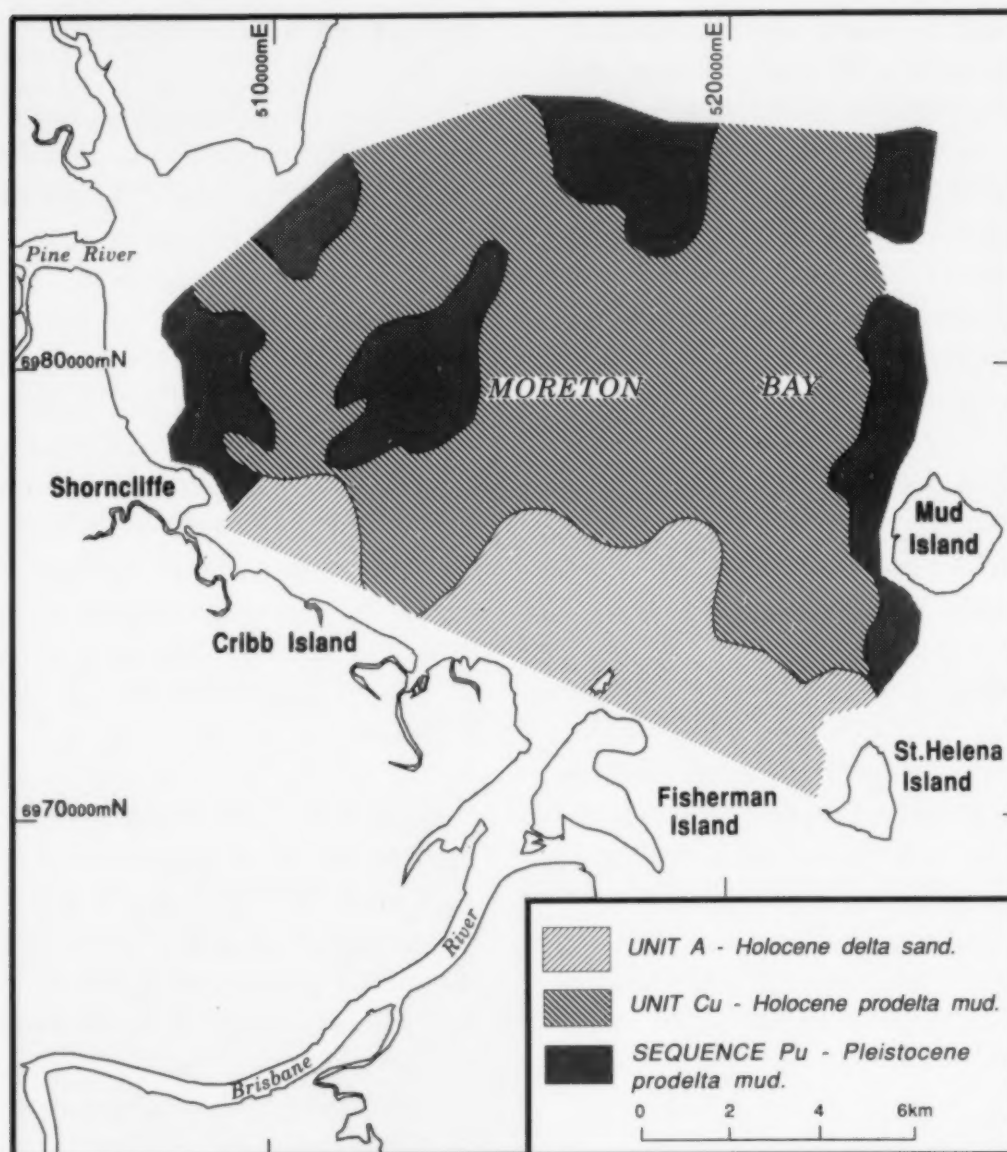 510000mE
520000mE
Pine River
6980000mN
MORETON BAY
Shorncliffe
Mud
Island
Cribb Island
St.Helena
Island
Fisherman
Island
6970000mN
River
Brisbane
UNIT A - Holocene delta sand.
UNIT Cu - Holocene prodelta mud.
SEQUENCE Pu - Pleistocene
prodelta mud.
0 2 4 6km